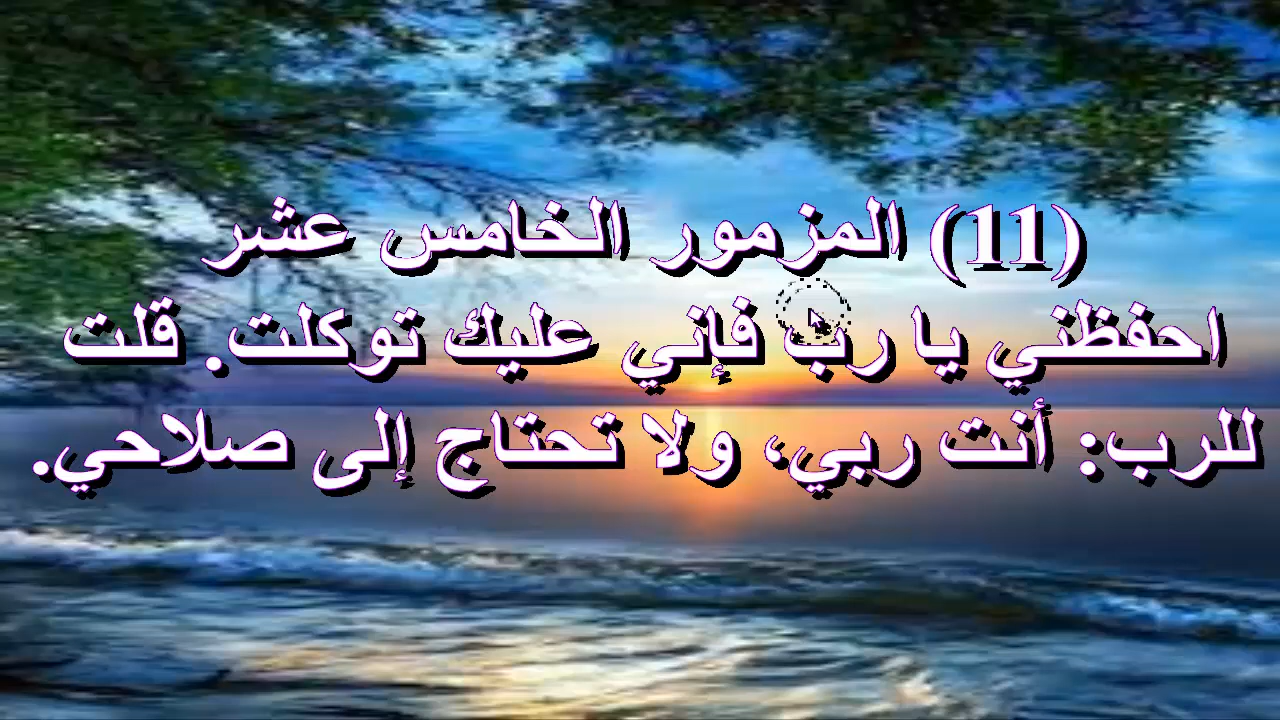 (11) المزمور الخامس عشر
احفظني يا رب فإني عليك توكلت. قلت
للرب: أنت ربي، ولا تحتاج إلى صلاحي.